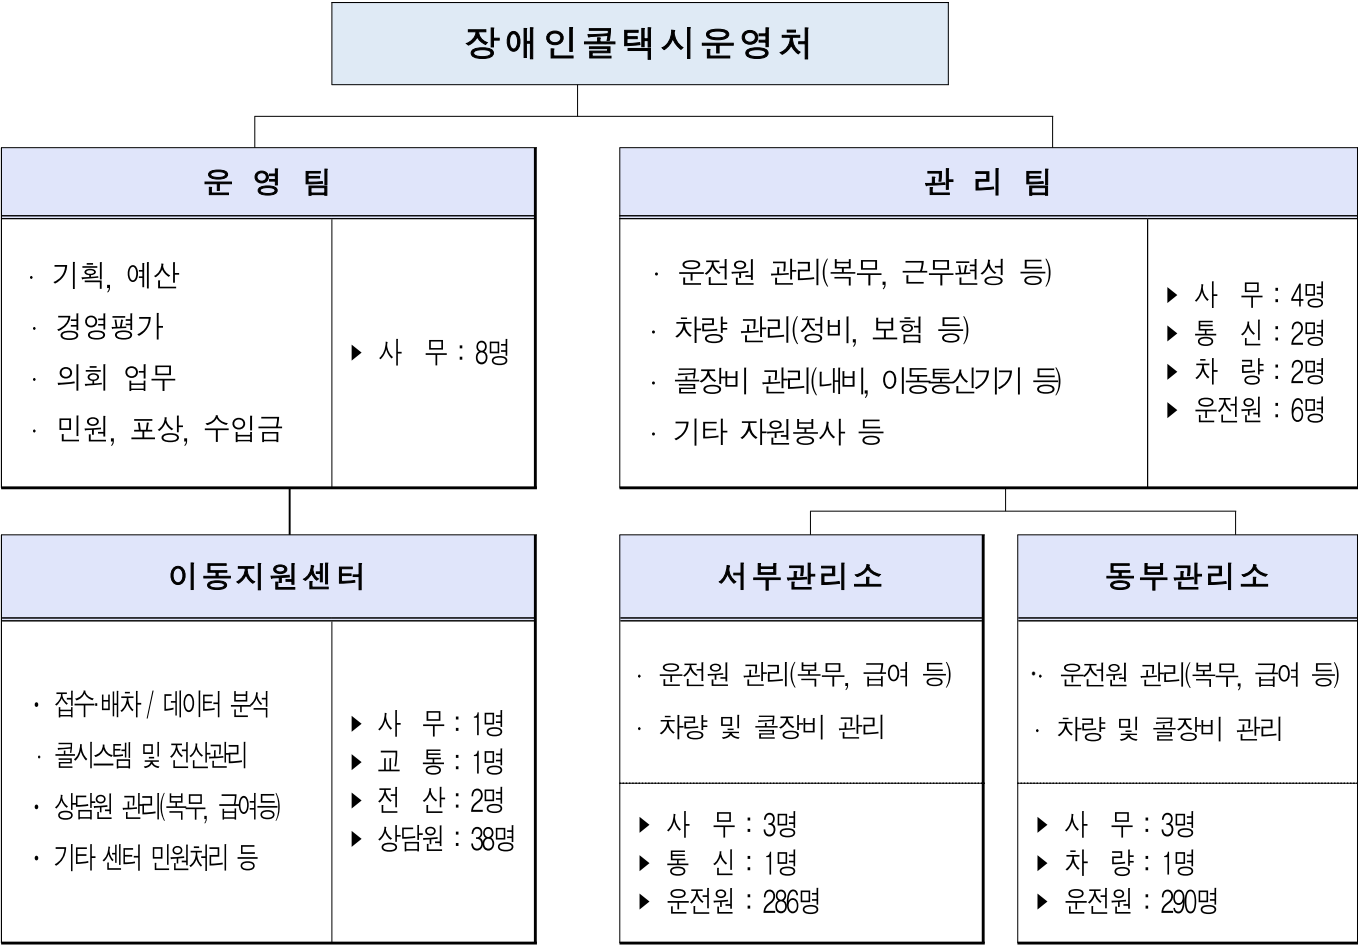 장애인콜택시운영처
운 영 팀
· 기획, 예산
· 경영평가
· 의회 업무
· 민원, 포상, 수입금
▶ 사 무 : 8명
관 리 팀
· 운전원 관리(복무, 근무편성 등)
· 차량 관리(정비, 보험 등)
· 콜장비 관리(내비, 이동통신기기 등)
· 기타 자원봉사 등
▶ 사 무 : 4명
▶ 통 신 : 2명
▶ 차 량 : 2명
▶ 운전원 : 6명
이동지원센터
· 접수·배차 / 데이터 분석
· 콜시스템 및 전산관리
· 상담원 관리(복무, 급여등)
· 기타 센터 민원처리 등
▶ 사 무 : 1명
▶ 교 통 : 1명
▶ 전 산 : 2명
▶ 상담원 : 38명
서부관리소
· 운전원 관리(복무, 급여 등)
· 차량 및 콜장비 관리
▶ 사 무 : 3명
▶ 통 신 : 1명
▶ 운전원 : 286명
동부관리소
·· 운전원 관리(복무, 급여 등)
· 차량 및 콜장비 관리
▶ 사 무 : 3명
▶ 차 량 : 1명
▶ 운전원 : 290명